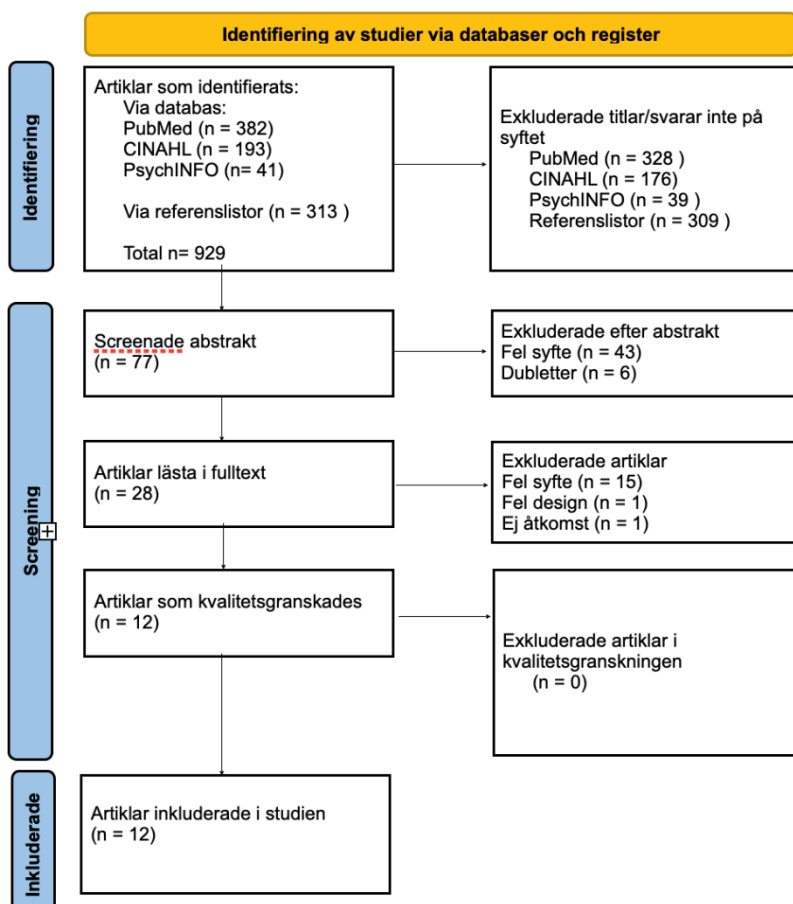 Identifiering av studier via databaser och register
Identifiering
Artiklar som identifierats:
Via databas:
PubMed (n = 382)
CINAHL (n = 193)
PsychINFO (n= 41)
Via referenslistor (n = 313 )
Total n= 929
Exkluderade titlar/svarar inte på
syftet
PubMed (n = 328 )
CINAHL (n = 176)
PsychINFO (n = 39 )
Referenslistor (n = 309 )
Screening
Screenade abstrakt
(n = 77)
Exkluderade efter abstrakt
Fel syfte (n = 43)
Dubletter (n = 6)
Artiklar lästa i fulltext
(n = 28)
Exkluderade artiklar
Fel syfte (n = 15)
Fel design (n = 1)
Ej åtkomst (n = 1)
Artiklar som kvalitetsgranskades
(n = 12)
Exkluderade artiklar i
kvalitetsgranskningen
(n = 0)
Inkluderade
Artiklar inkluderade i studien
(n = 12)